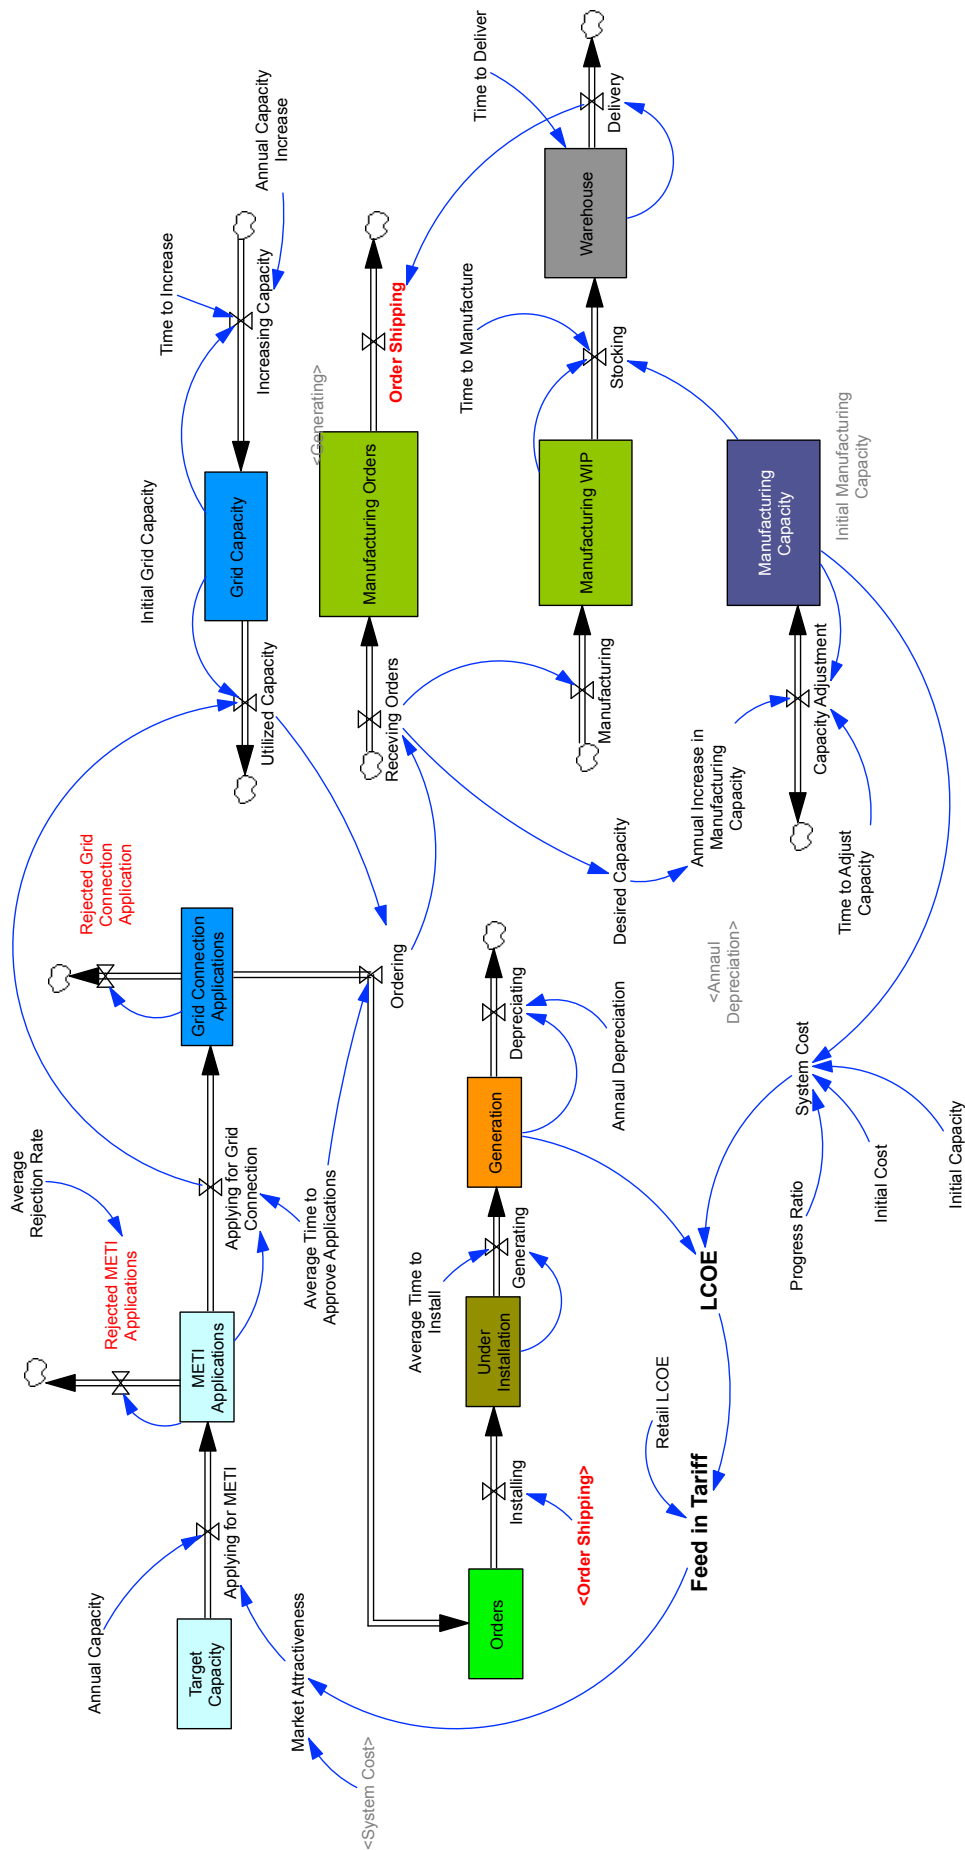 Annual Capacity
Target
Capacity
Applying for METI
Market Attractiveness
<System Cost>
Rejected METI
Applications
Average
Rejection Rate
METI
Applications
Applying for Grid
Connection
Average Time to
Approve Applications
Rejected Grid
Connection
Application
Grid Connection
Applications
Ordering
Utilized Capacity
Initial Grid Capacity
Grid Capacity
Time to Increase
Increasing Capacity
Annual Capacity
Increase
Receving Orders
Manufacturing Orders
<Generating>
Order Shipping
Orders
Installing
<Order Shipping>
Under
Installation
Average Time to
Install
Generating
Generation
Depreciating
Annaul Depreciation
Manufacturing
Manufacturing WIP
Time to Manufacture
Stocking
Warehouse
Time to Deliver
Delivery
Desired Capacity
Annual Increase in
Manufacturing
Capacity
<Annaul
Depreciation>
Capacity Adjustment
Time to Adjust
Capacity
Manufacturing
Capacity
Initial Manufacturing
Capacity
Feed in Tariff
Retail LCOE
LCOE
System Cost
Progress Ratio
Initial Cost
Initial Capacity